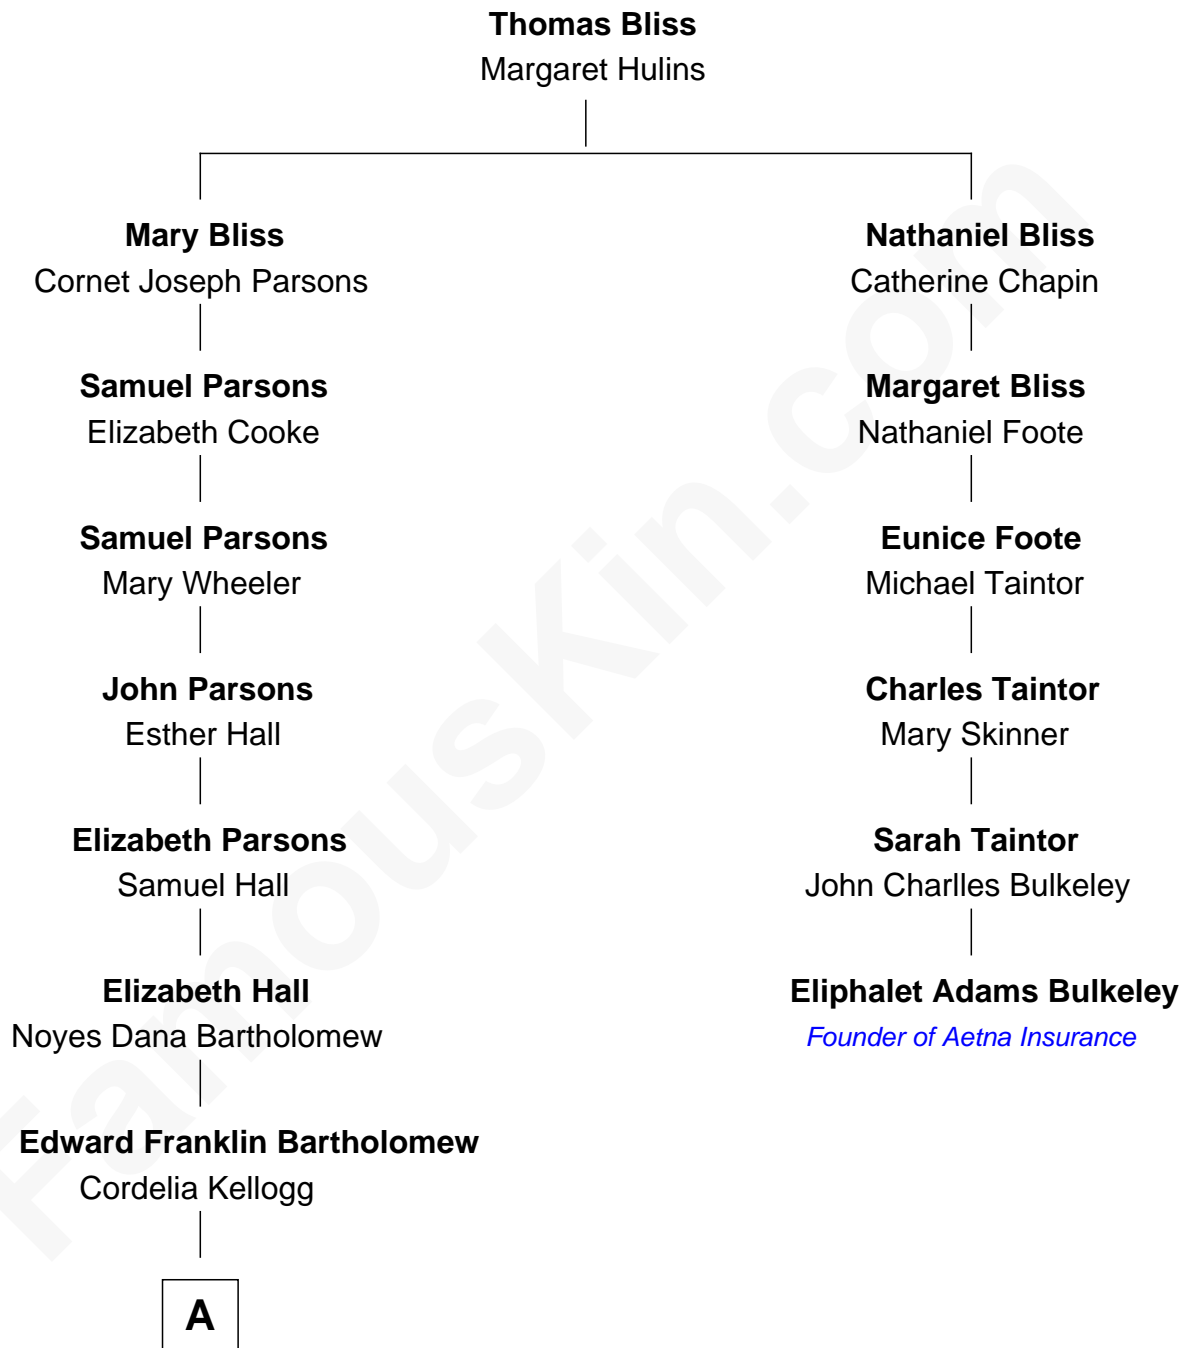 Thomas Bliss
Margaret Hulins
Mary Bliss
Cornet Joseph Parsons
Nathaniel Bliss
Catherine Chapin
Samuel Parsons
Elizabeth Cooke
Margaret Bliss
Nathaniel Foote
Samuel Parsons
Mary Wheeler
Eunice Foote
Michael Taintor
John Parsons
Esther Hall
Charles Taintor
Mary Skinner
Elizabeth Parsons
Samuel Hall
Sarah Taintor
John Charlles Bulkeley
Elizabeth Hall
Noyes Dana Bartholomew
Eliphalet Adams Bulkeley
Founder of Aetna Insurance
Edward Franklin Bartholomew
Cordelia Kellogg
A
FamousKin.com